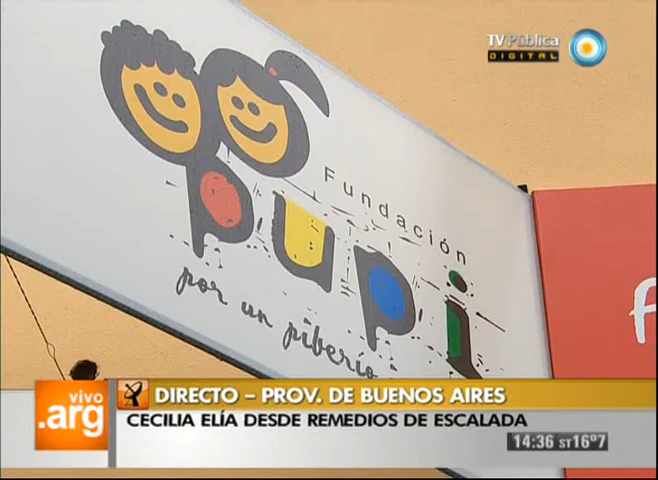 TV Pública
DIGITAL
Fundación
pupi
por un piberío
f
vivo
.arg
DIRECTO – PROV. DE BUENOS AIRES
CECILIA ELÍA DESDE REMEDIOS DE ESCALADA
14:36 ST16º7